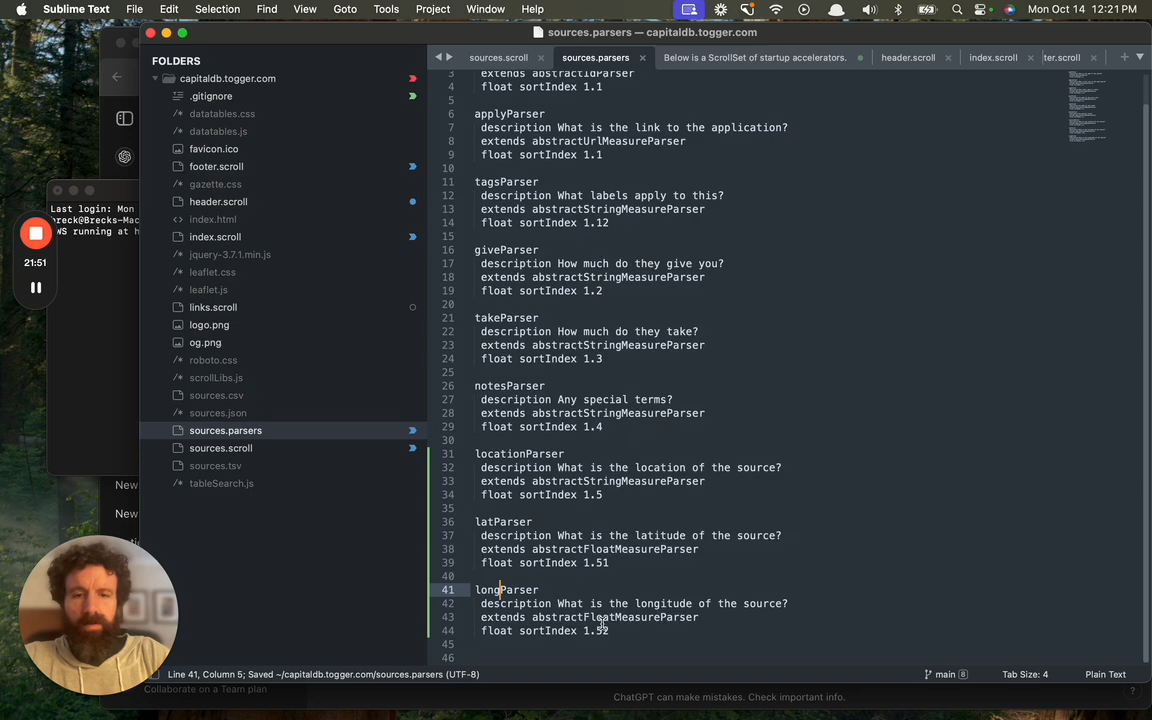 Sublime Text File Edit Selection Find View Goto Tools Project Window Help Mon Oct 14 12:21 PM
sources.parsers — capitaldb.togger.com
FOLDERS
capitaldb.togger.com
.gitignore
datatables.css
datatables.js
favicon.ico
footer.scroll
gazette.css
header.scroll
index.html
index.scroll
jquery-3.7.1.min.js
leaflet.css
leaflet.js
links.scroll
logo.png
og.png
roboto.css
scrollLibs.js
sources.csv
sources.json
sources.parsers
sources.scroll
sources.tsv
tableSearch.js
sources.scroll sources.parsers Below is a ScrollSet of startup accelerators. header.scroll index.scroll ter.scroll
3 extends abstractIdParser
4 float sortIndex 1.1
5
6 applyParser
7 description What is the link to the application?
8 extends abstractUrlMeasureParser
9 float sortIndex 1.1
10
11 tagsParser
12 description What labels apply to this?
13 extends abstractStringMeasureParser
14 float sortIndex 1.12
15
16 giveParser
17 description How much do they give you?
18 extends abstractStringMeasureParser
19 float sortIndex 1.2
20
21 takeParser
22 description How much do they take?
23 extends abstractStringMeasureParser
24 float sortIndex 1.3
25
26 notesParser
27 description Any special terms?
28 extends abstractStringMeasureParser
29 float sortIndex 1.4
30
31 locationParser
32 description What is the location of the source?
33 extends abstractStringMeasureParser
34 float sortIndex 1.5
35
36 latParser
37 description What is the latitude of the source?
38 extends abstractFloatMeasureParser
39 float sortIndex 1.51
40
41 longParser
42 description What is the longitude of the source?
43 extends abstractFloatMeasureParser
44 float sortIndex 1.52
45
46
Last login: Mon
breck@Brecks-Mac
WS running at h
21:51
New
New
Line 41, Column 5; Saved ~/capitaldb.togger.com/sources.parsers (UTF-8) main 8 Tab Size: 4 Plain Text
Collaborate on a Team plan
ChatGPT can make mistakes. Check important info. ?